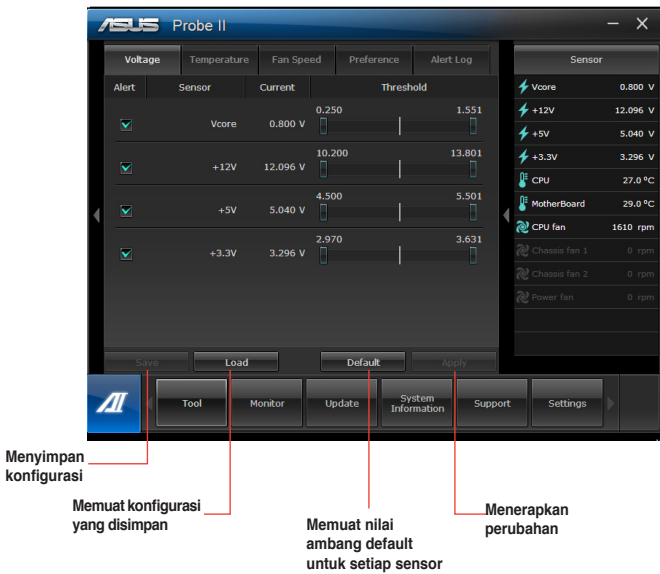 ASUS Probe II
Voltage Temperature Fan Speed Preference Alert Log
Sensor
Alert Sensor Current Threshold
Vcore 0.800 V 0.250 1.551
+12V 12.096 V 10.200 13.801
+5V 5.040 V 4.500 5.501
+3.3V 3.296 V 2.970 3.631
Vcore 0.800 V
+12V 12.096 V
+5V 5.040 V
+3.3V 3.296 V
CPU 27.0 ºC
MotherBoard 29.0 ºC
CPU fan 1610 rpm
Chassis fan 1 0 rpm
Chassis fan 2 0 rpm
Power fan 0 rpm
Save Load Default Apply
Tool Monitor Update System Information Support Settings
Menyimpan
konfigurasi
Memuat konfigurasi
yang disimpan
Memuat nilai
ambang default
untuk setiap sensor
Menerapkan
perubahan